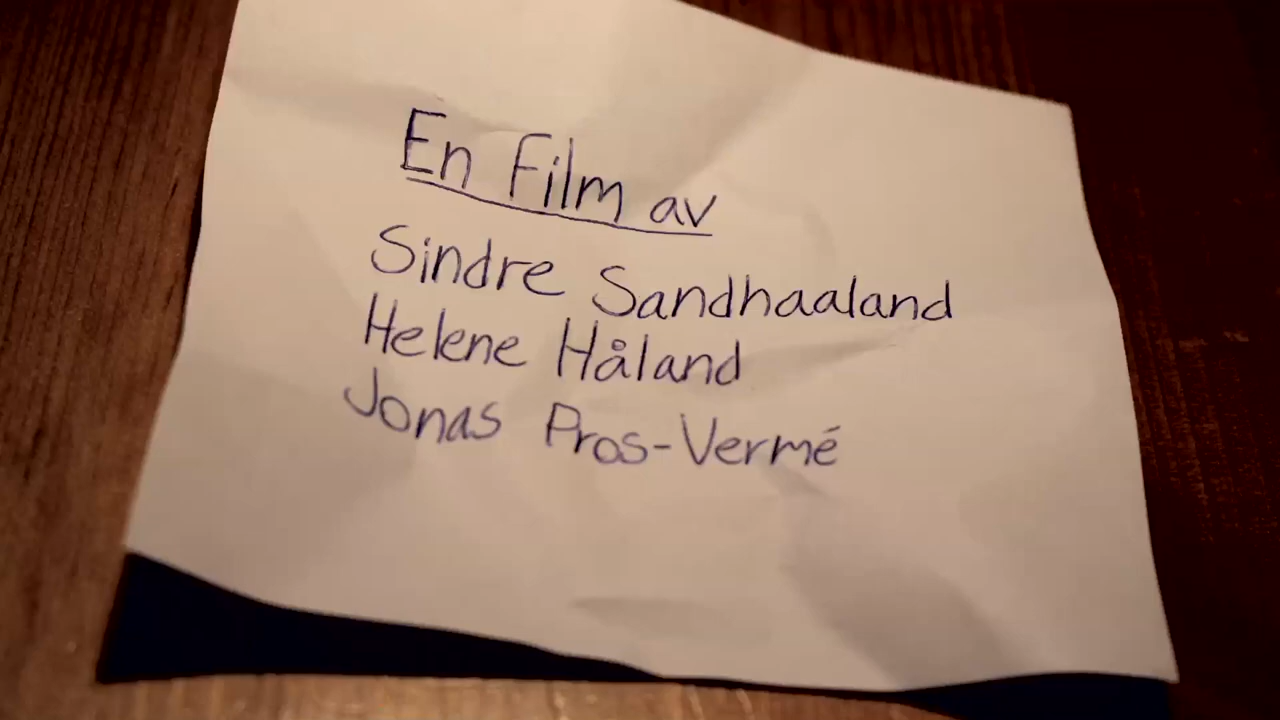 En Film av
Sindre Sandhaaland
Helene Håland
Jonas Pros-Vermé